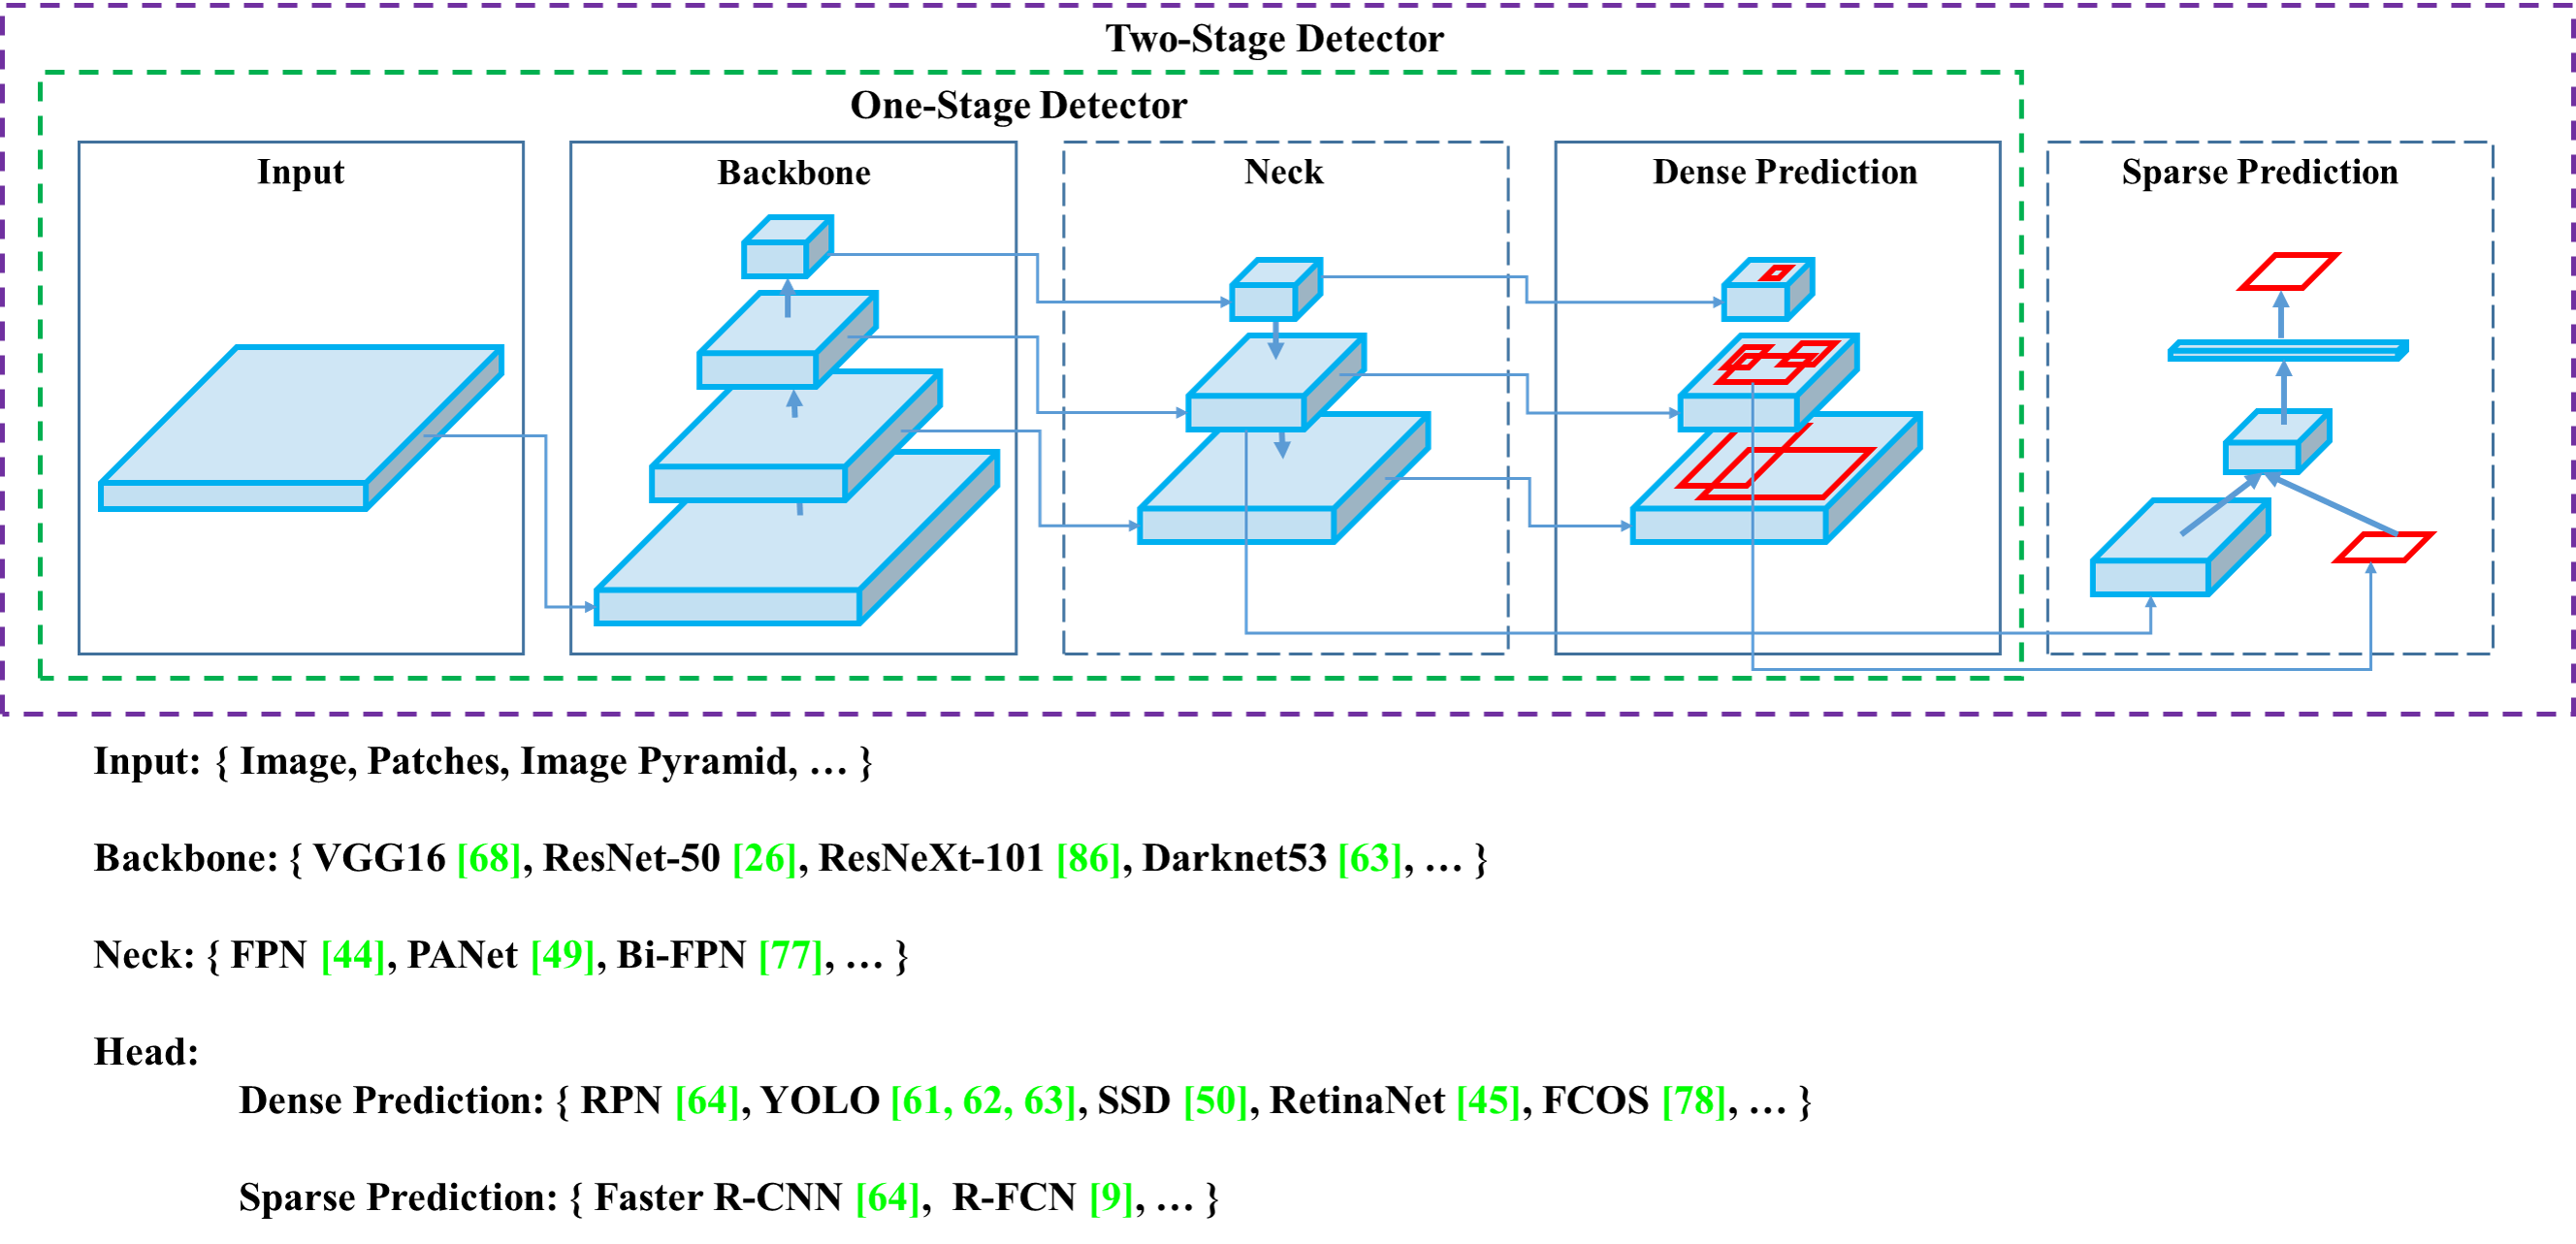 Two-Stage Detector
One-Stage Detector
Input
Backbone
Neck
Dense Prediction
Sparse Prediction
Input: { Image, Patches, Image Pyramid, … }
Backbone: { VGG16 [68], ResNet-50 [26], ResNeXt-101 [86], Darknet53 [63], … }
Neck: { FPN [44], PANet [49], Bi-FPN [77], … }
Head:
Dense Prediction: { RPN [64], YOLO [61, 62, 63], SSD [50], RetinaNet [45], FCOS [78], … }
Sparse Prediction: { Faster R-CNN [64], R-FCN [9], … }